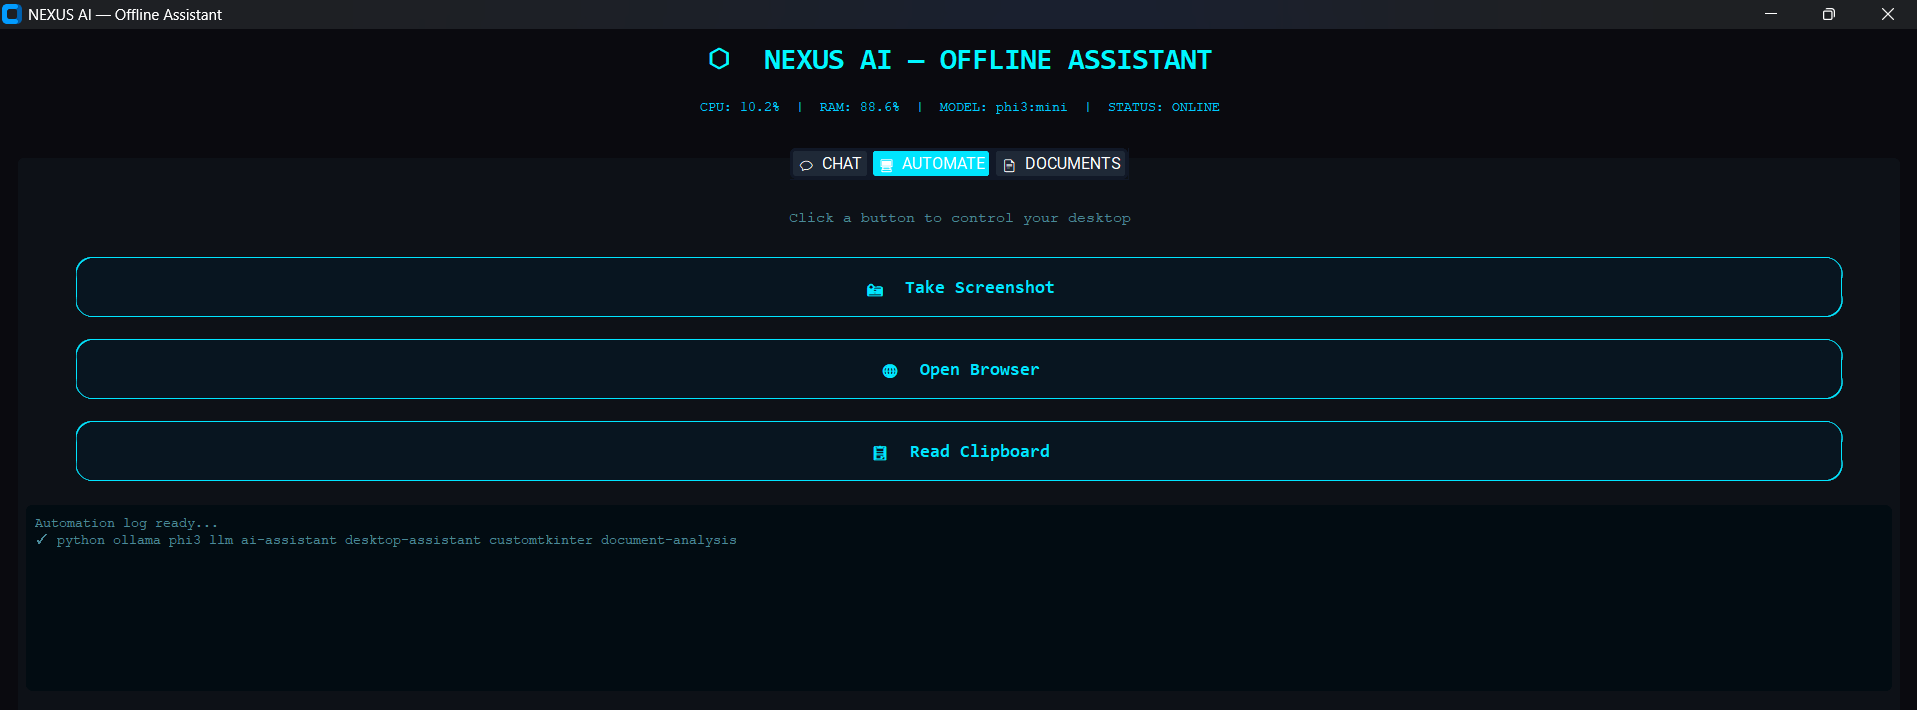 NEXUS AI — Offline Assistant
NEXUS AI — OFFLINE ASSISTANT
CPU: 10.2% | RAM: 88.6% | MODEL: phi3:mini | STATUS: ONLINE
CHAT AUTOMATE DOCUMENTS
Click a button to control your desktop
Take Screenshot
Open Browser
Read Clipboard
Automation log ready...
✓ python ollama phi3 llm ai-assistant desktop-assistant customtkinter document-analysis